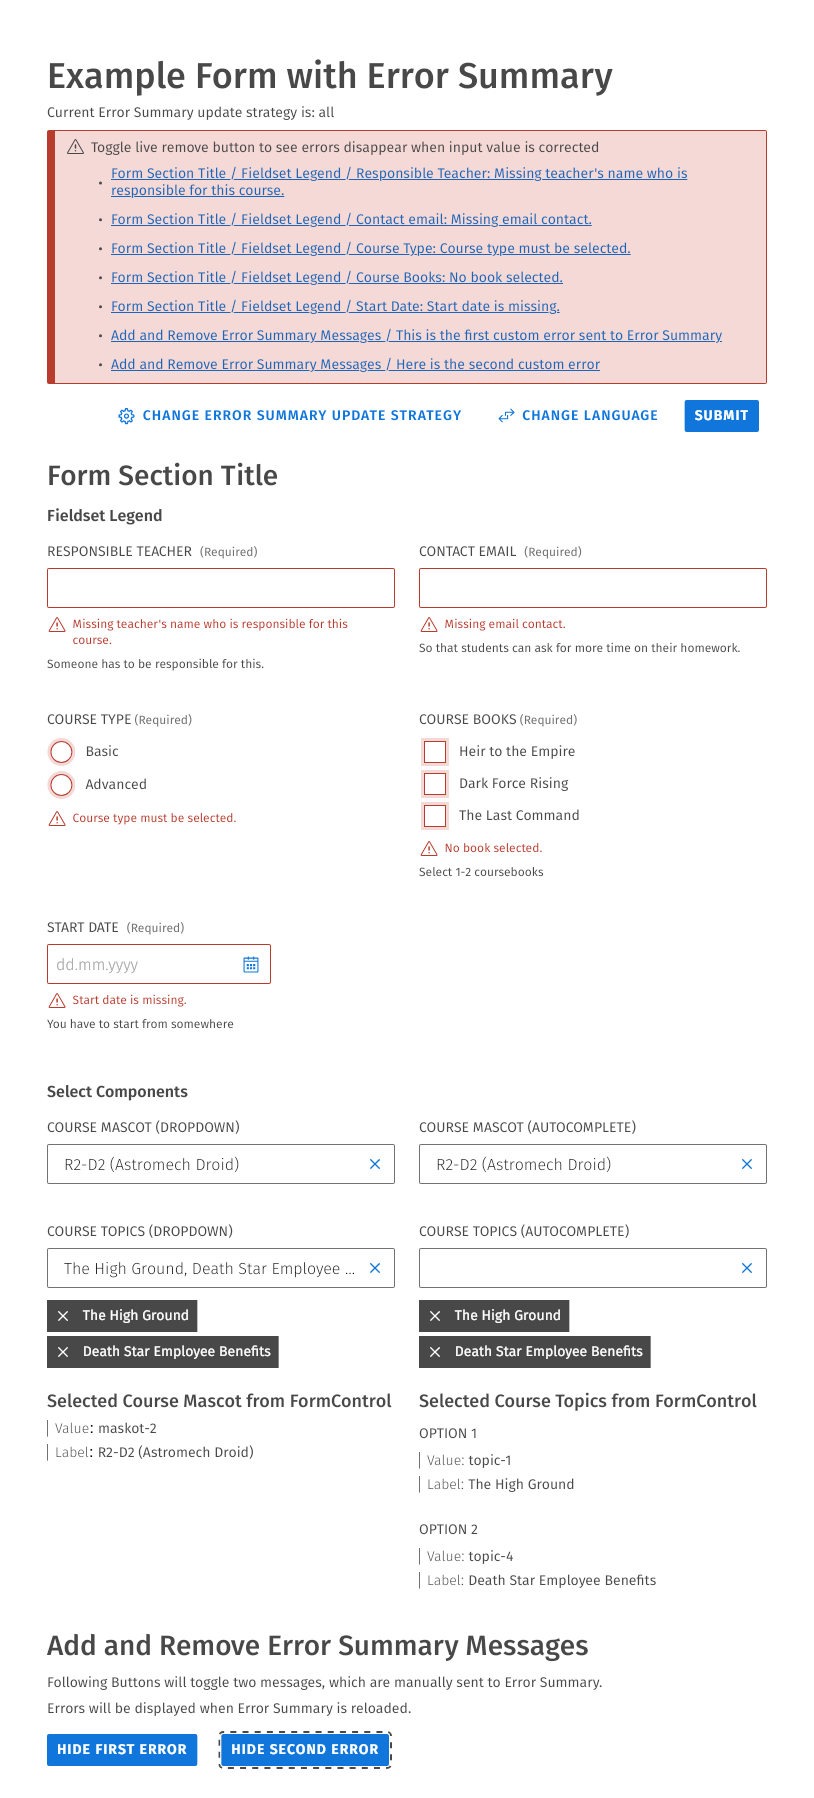 Example Form with Error Summary
Current Error Summary update strategy is: all
Toggle live remove button to see errors disappear when input value is corrected
• Form Section Title / Fieldset Legend / Responsible Teacher: Missing teacher's name who is
responsible for this course.
• Form Section Title / Fieldset Legend / Contact email: Missing email contact.
• Form Section Title / Fieldset Legend / Course Type: Course type must be selected.
• Form Section Title / Fieldset Legend / Course Books: No book selected.
• Form Section Title / Fieldset Legend / Start Date: Start date is missing.
• Add and Remove Error Summary Messages / This is the first custom error sent to Error Summary
• Add and Remove Error Summary Messages / Here is the second custom error
CHANGE ERROR SUMMARY UPDATE STRATEGY CHANGE LANGUAGE SUBMIT
Form Section Title
Fieldset Legend
RESPONSIBLE TEACHER (Required)
Missing teacher's name who is responsible for this
course.
Someone has to be responsible for this.
CONTACT EMAIL (Required)
Missing email contact.
So that students can ask for more time on their homework.
COURSE TYPE (Required)
Basic
Advanced
Course type must be selected.
COURSE BOOKS (Required)
Heir to the Empire
Dark Force Rising
The Last Command
No book selected.
Select 1-2 coursebooks
START DATE (Required)
dd.mm.yyyy
Start date is missing.
You have to start from somewhere
Select Components
COURSE MASCOT (DROPDOWN)
R2-D2 (Astromech Droid)
COURSE MASCOT (AUTOCOMPLETE)
R2-D2 (Astromech Droid)
COURSE TOPICS (DROPDOWN)
The High Ground, Death Star Employee ...
The High Ground
Death Star Employee Benefits
COURSE TOPICS (AUTOCOMPLETE)
The High Ground
Death Star Employee Benefits
Selected Course Mascot from FormControl
Value: maskot-2
Label: R2-D2 (Astromech Droid)
Selected Course Topics from FormControl
OPTION 1
Value: topic-1
Label: The High Ground
OPTION 2
Value: topic-4
Label: Death Star Employee Benefits
Add and Remove Error Summary Messages
Following Buttons will toggle two messages, which are manually sent to Error Summary.
Errors will be displayed when Error Summary is reloaded.
HIDE FIRST ERROR HIDE SECOND ERROR